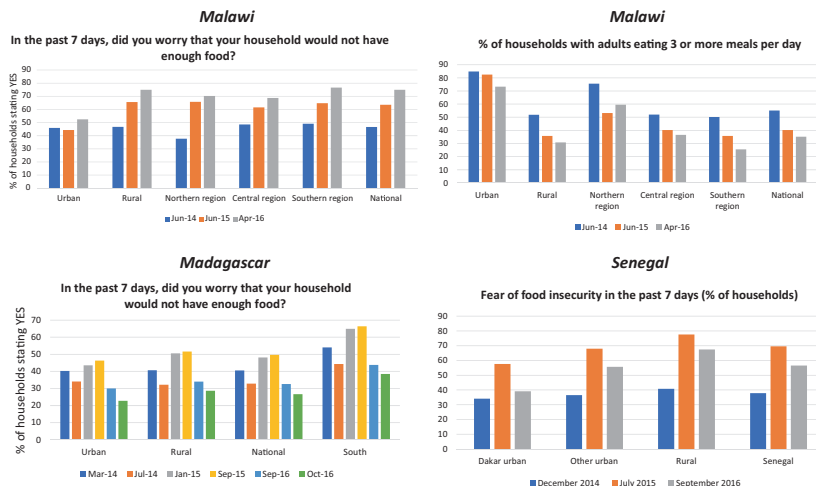 Malawi
In the past 7 days, did you worry that your household would not have
enough food?
% of households stating YES
90
80
70
60
50
40
30
20
10
0
Urban Rural Northern region Central region Southern region National
Jun-14 Jun-15 Apr-16
Malawi
% of households with adults eating 3 or more meals per day
90
80
70
60
50
40
30
20
10
0
Urban Rural Northern Central region Southern National
region region
Jun-14 Jun-15 Apr-16
Madagascar
In the past 7 days, did you worry that your household
would not have enough food?
% of households stating YES
70
60
50
40
30
20
10
0
Urban Rural National South
Mar-14 Jul-14 Jan-15 Sep-15 Sep-16 Oct-16
Senegal
Fear of food insecurity in the past 7 days (% of households)
90
80
70
60
50
40
30
20
10
0
Dakar urban Other urban Rural Senegal
December 2014 July 2015 September 2016